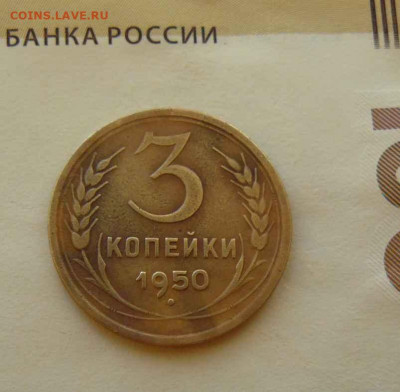 COINS.LAVE.RU
БАНКА РОССИИ
3
КОПЕЙКИ
1950